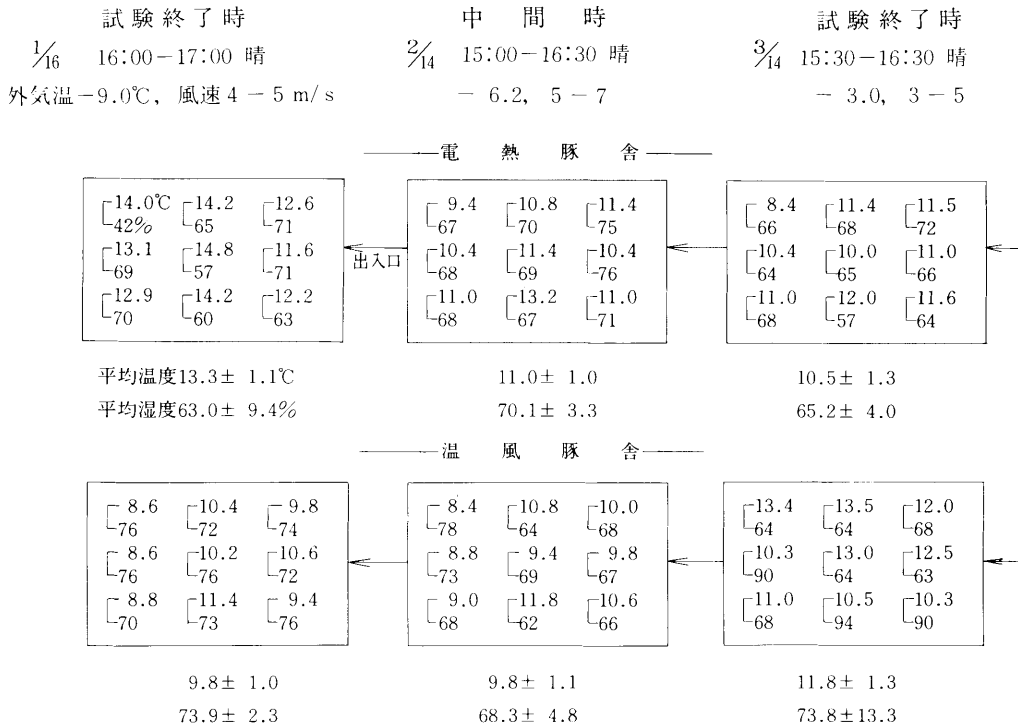 試験終了時 中間時 試験終了時
1/16 16:00-17:00 晴 2/14 15:00-16:30 晴 3/14 15:30-16:30 晴
外気温-9.0℃, 風速4-5 m/s -6.2, 5-7 -3.0, 3-5
電熱豚舎
14.0℃ 14.2 12.6 9.4 10.8 11.4 8.4 11.4 11.5
42% 65 71 67 70 75 66 68 72
13.1 14.8 11.6 10.4 11.4 10.4 10.4 10.0 11.0
69 57 71 68 69 76 64 65 66
出入口
12.9 14.2 12.2 11.0 13.2 11.0 11.0 12.0 11.6
70 60 63 68 67 71 68 57 64
平均温度13.3± 1.1℃ 11.0± 1.0 10.5± 1.3
平均湿度63.0± 9.4% 70.1± 3.3 65.2± 4.0
温風豚舎
8.6 10.4 9.8 8.4 10.8 10.0 13.4 13.5 12.0
76 72 74 78 64 68 64 64 68
8.6 10.2 10.6 8.8 9.4 9.8 10.3 13.0 12.5
76 76 72 73 69 67 90 64 63
8.8 11.4 9.4 9.0 11.8 10.6 11.0 10.5 10.3
70 73 76 68 62 66 68 94 90
9.8± 1.0 9.8± 1.1 11.8± 1.3
73.9± 2.3 68.3± 4.8 73.8±13.3